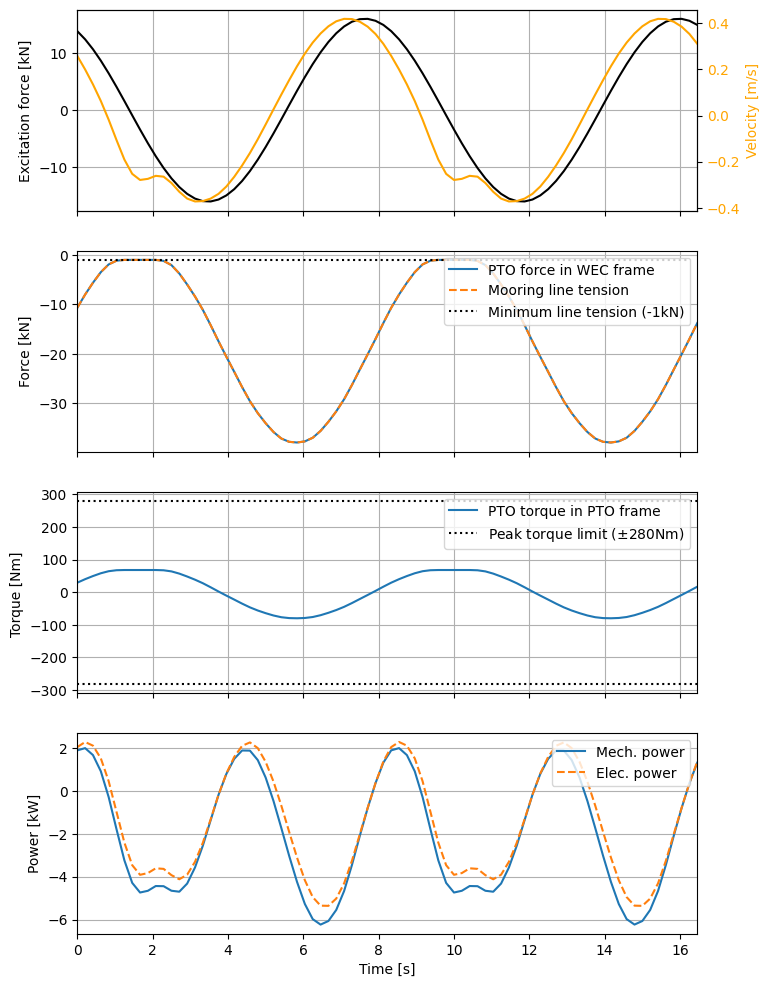 Excitation force [kN]
10
0
−10
0.4
0.2
0.0
−0.2
−0.4
Velocity [m/s]
Force [kN]
0
−10
−20
−30
PTO force in WEC frame
Mooring line tension
Minimum line tension (-1kN)
Torque [Nm]
300
200
100
0
−100
−200
−300
PTO torque in PTO frame
Peak torque limit (±280Nm)
Power [kW]
2
0
−2
−4
−6
Mech. power
Elec. power
0 2 4 6 8 10 12 14 16
Time [s]